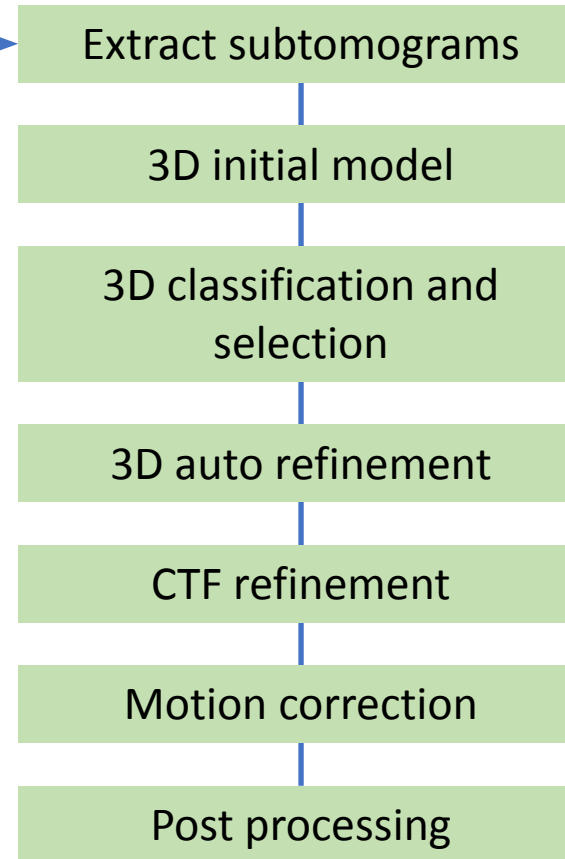 Extract subtomograms
3D initial model
3D classification and
selection
3D auto refinement
CTF refinement
Motion correction
Post processing